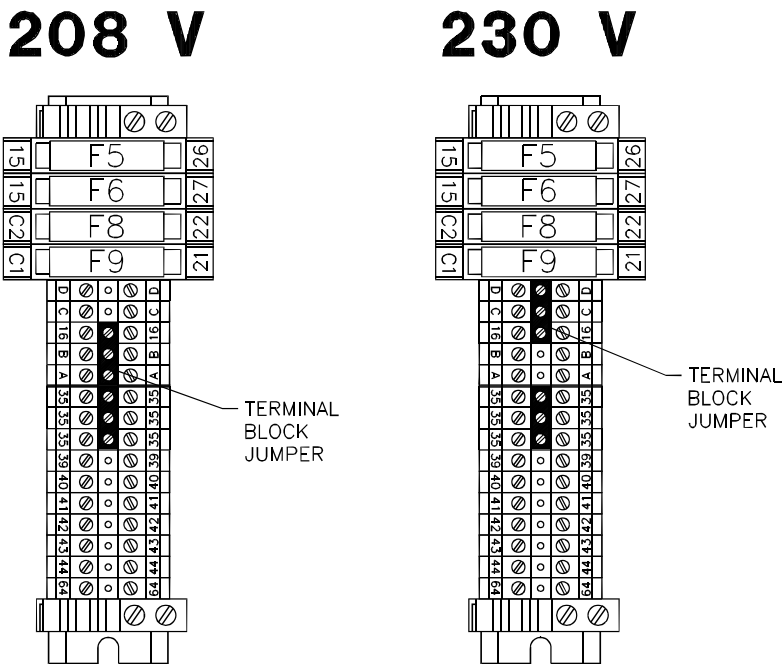 208 V
230 V
15 F5 26
15 F6 27
C2 F8 22
C1 F9 21
D D
C C
16 16
B B
A A
35 35
35 35
35 35
39 39
40 40
41 41
42 42
43 43
44 44
64 64
TERMINAL
BLOCK
JUMPER
15 F5 26
15 F6 27
C2 F8 22
C1 F9 21
D D
C C
16 16
B B
A A
35 35
35 35
35 35
39 39
40 40
41 41
42 42
43 43
44 44
64 64
TERMINAL
BLOCK
JUMPER